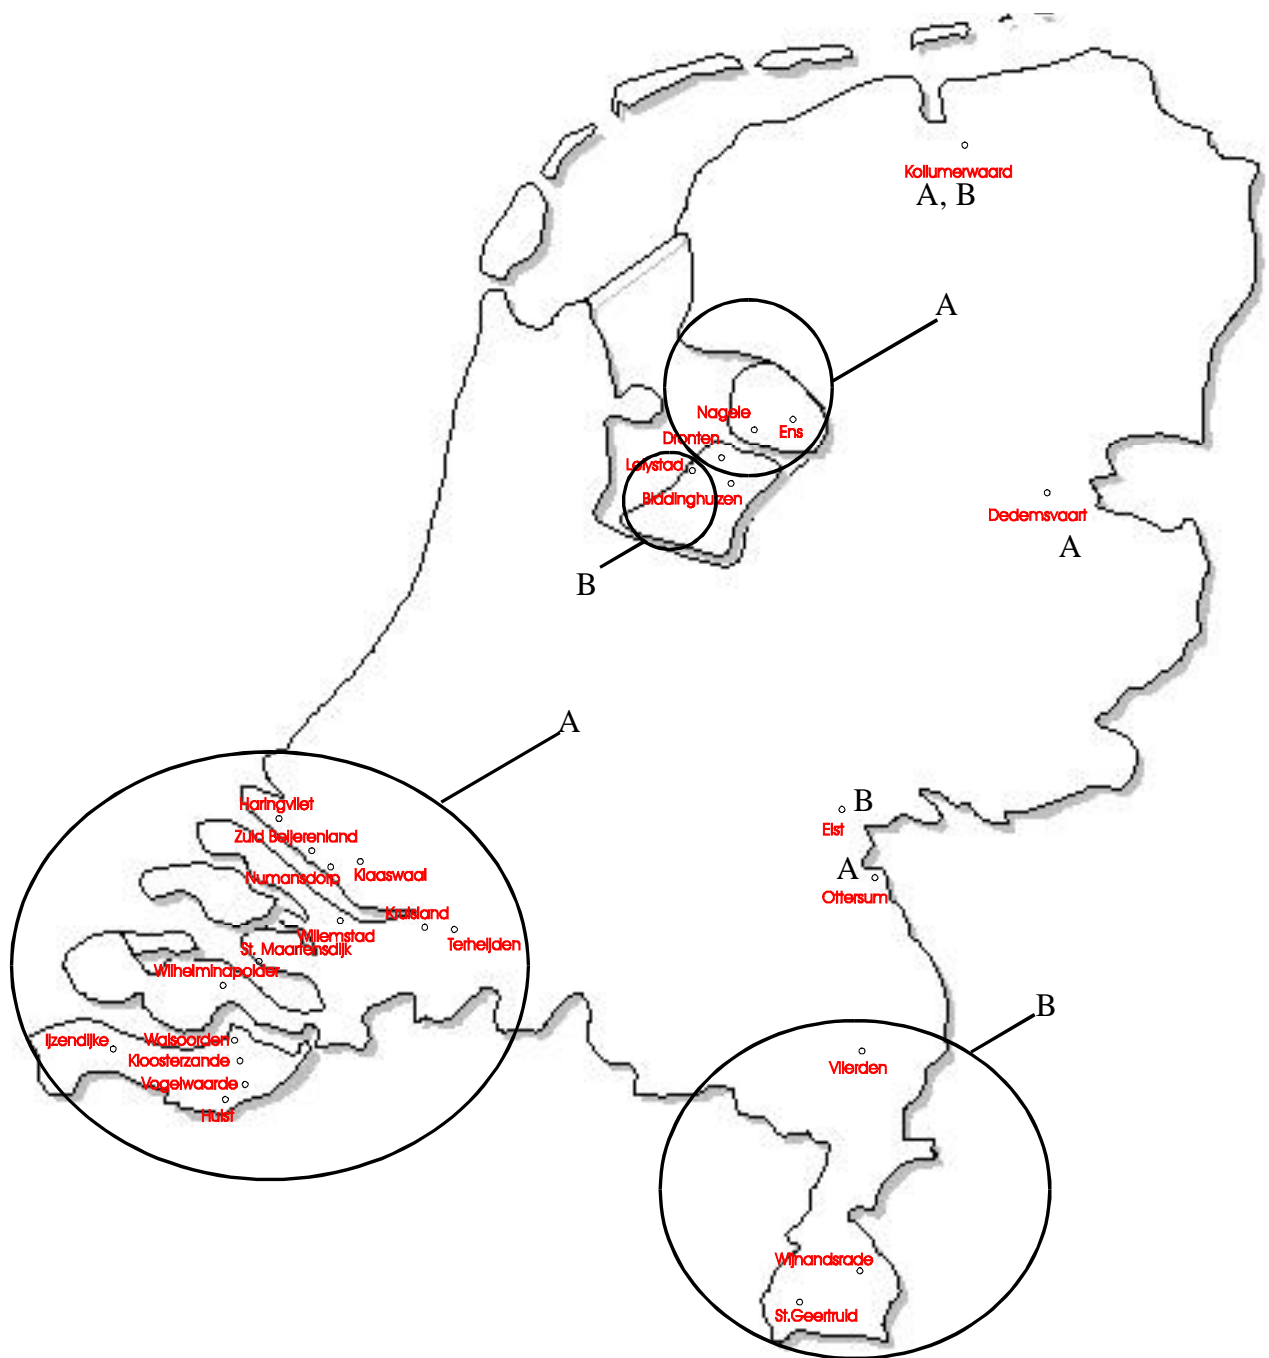 Kollumerwaard
A, B
A
Nagele
Ens
Dronten
Lelystad
Biddinghuizen
Dedemsvaart
A
B
A
Haringvliet
B
Elst
Zuid Beijerenland
Klaaswaal
A
Numansdorp
Ottersum
Kruisland
Willemstad
Terheijden
St. Maartensdijk
Wilhelminapolder
B
Ijzendijke
Walsoorden
Kloosterzande
Vlierden
Vogelwaarde
Hulst
Wijnandsrade
St.Geertruid